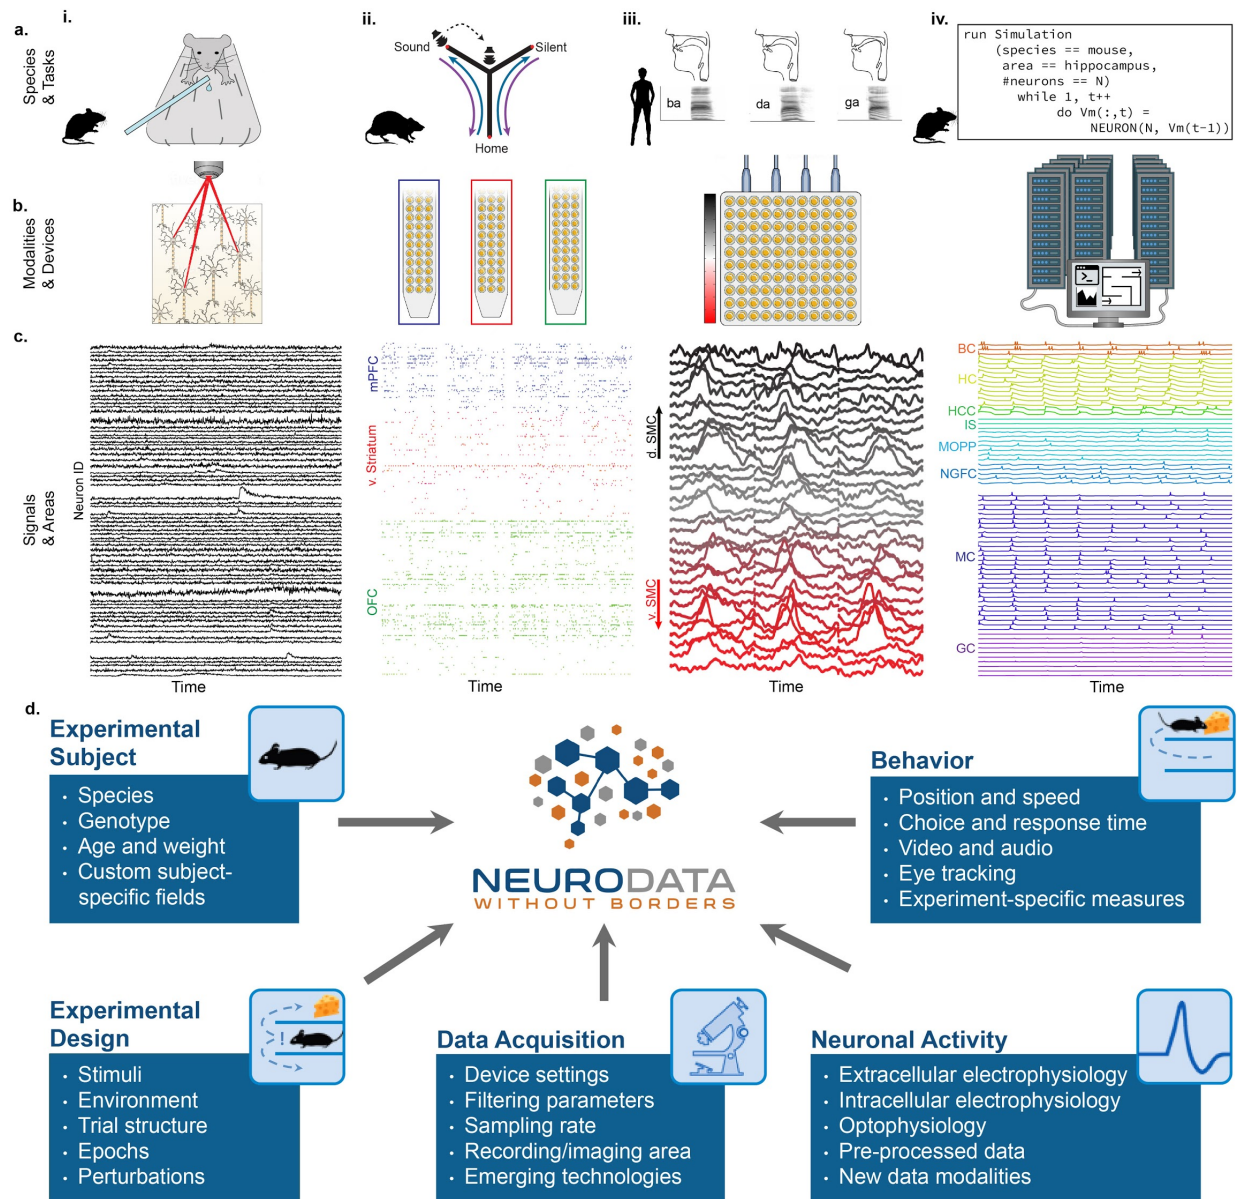 i.
ii.
iii.
iv.
a.
Species
& Tasks
Sound
Silent
Home
ba
da
ga
run Simulation
(species == mouse,
area == hippocampus,
#neurons == N)
while 1, t++
do Vm(:,t) =
NEURON(N, Vm(t-1))
b.
Modalities
& Devices
>_
c.
Signals
& Areas
Neuron ID
Time
mPFC
v. Striatum
OFC
Time
d. SMC
v. SMC
Time
BC
HC
HCC
IS
MOPP
NGFC
MC
GC
Time
d.
Experimental
Subject
• Species
• Genotype
• Age and weight
• Custom subject-
specific fields
NEURODATA
WITHOUT BORDERS
Behavior
• Position and speed
• Choice and response time
• Video and audio
• Eye tracking
• Experiment-specific measures
Experimental
Design
!
• Stimuli
• Environment
• Trial structure
• Epochs
• Perturbations
Data Acquisition
• Device settings
• Filtering parameters
• Sampling rate
• Recording/imaging area
• Emerging technologies
Neuronal Activity
• Extracellular electrophysiology
• Intracellular electrophysiology
• Optophysiology
• Pre-processed data
• New data modalities